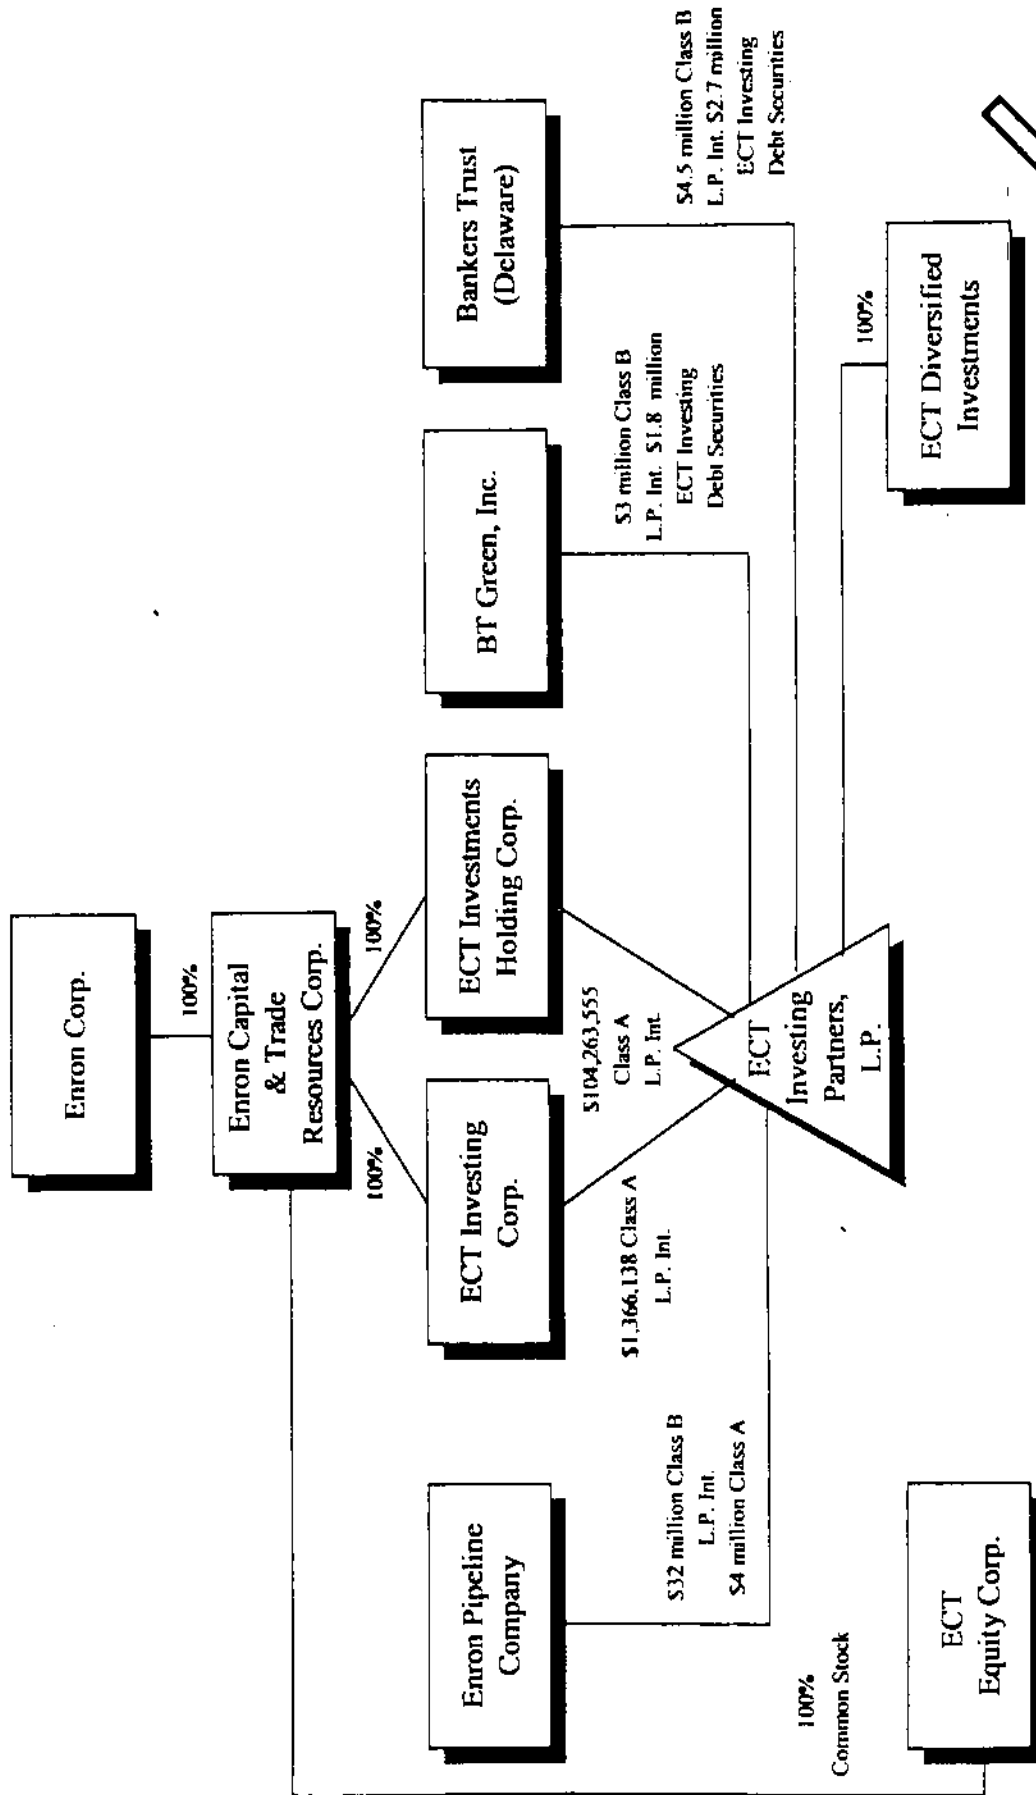 Enron Corp.
100%
Enron Capital
& Trade
Resources Corp.
100%
100%
Enron Pipeline
Company
ECT Investing
Corp.
ECT Investments
Holding Corp.
BT Green, Inc.
Bankers Trust
(Delaware)
$32 million Class B
L.P. Int.
$4 million Class A
$1,366,138 Class A
L.P. Int.
$104,263,555
Class A
L.P. Int.
$3 million Class B
L.P. Int. $1.8 million
ECT Investing
Debt Securities
$4.5 million Class B
L.P. Int. $2.7 million
ECT Investing
Debt Securities
ECT
Investing
Partners,
L.P.
100%
Common Stock
ECT
Equity Corp.
100%
ECT Diversified
Investments